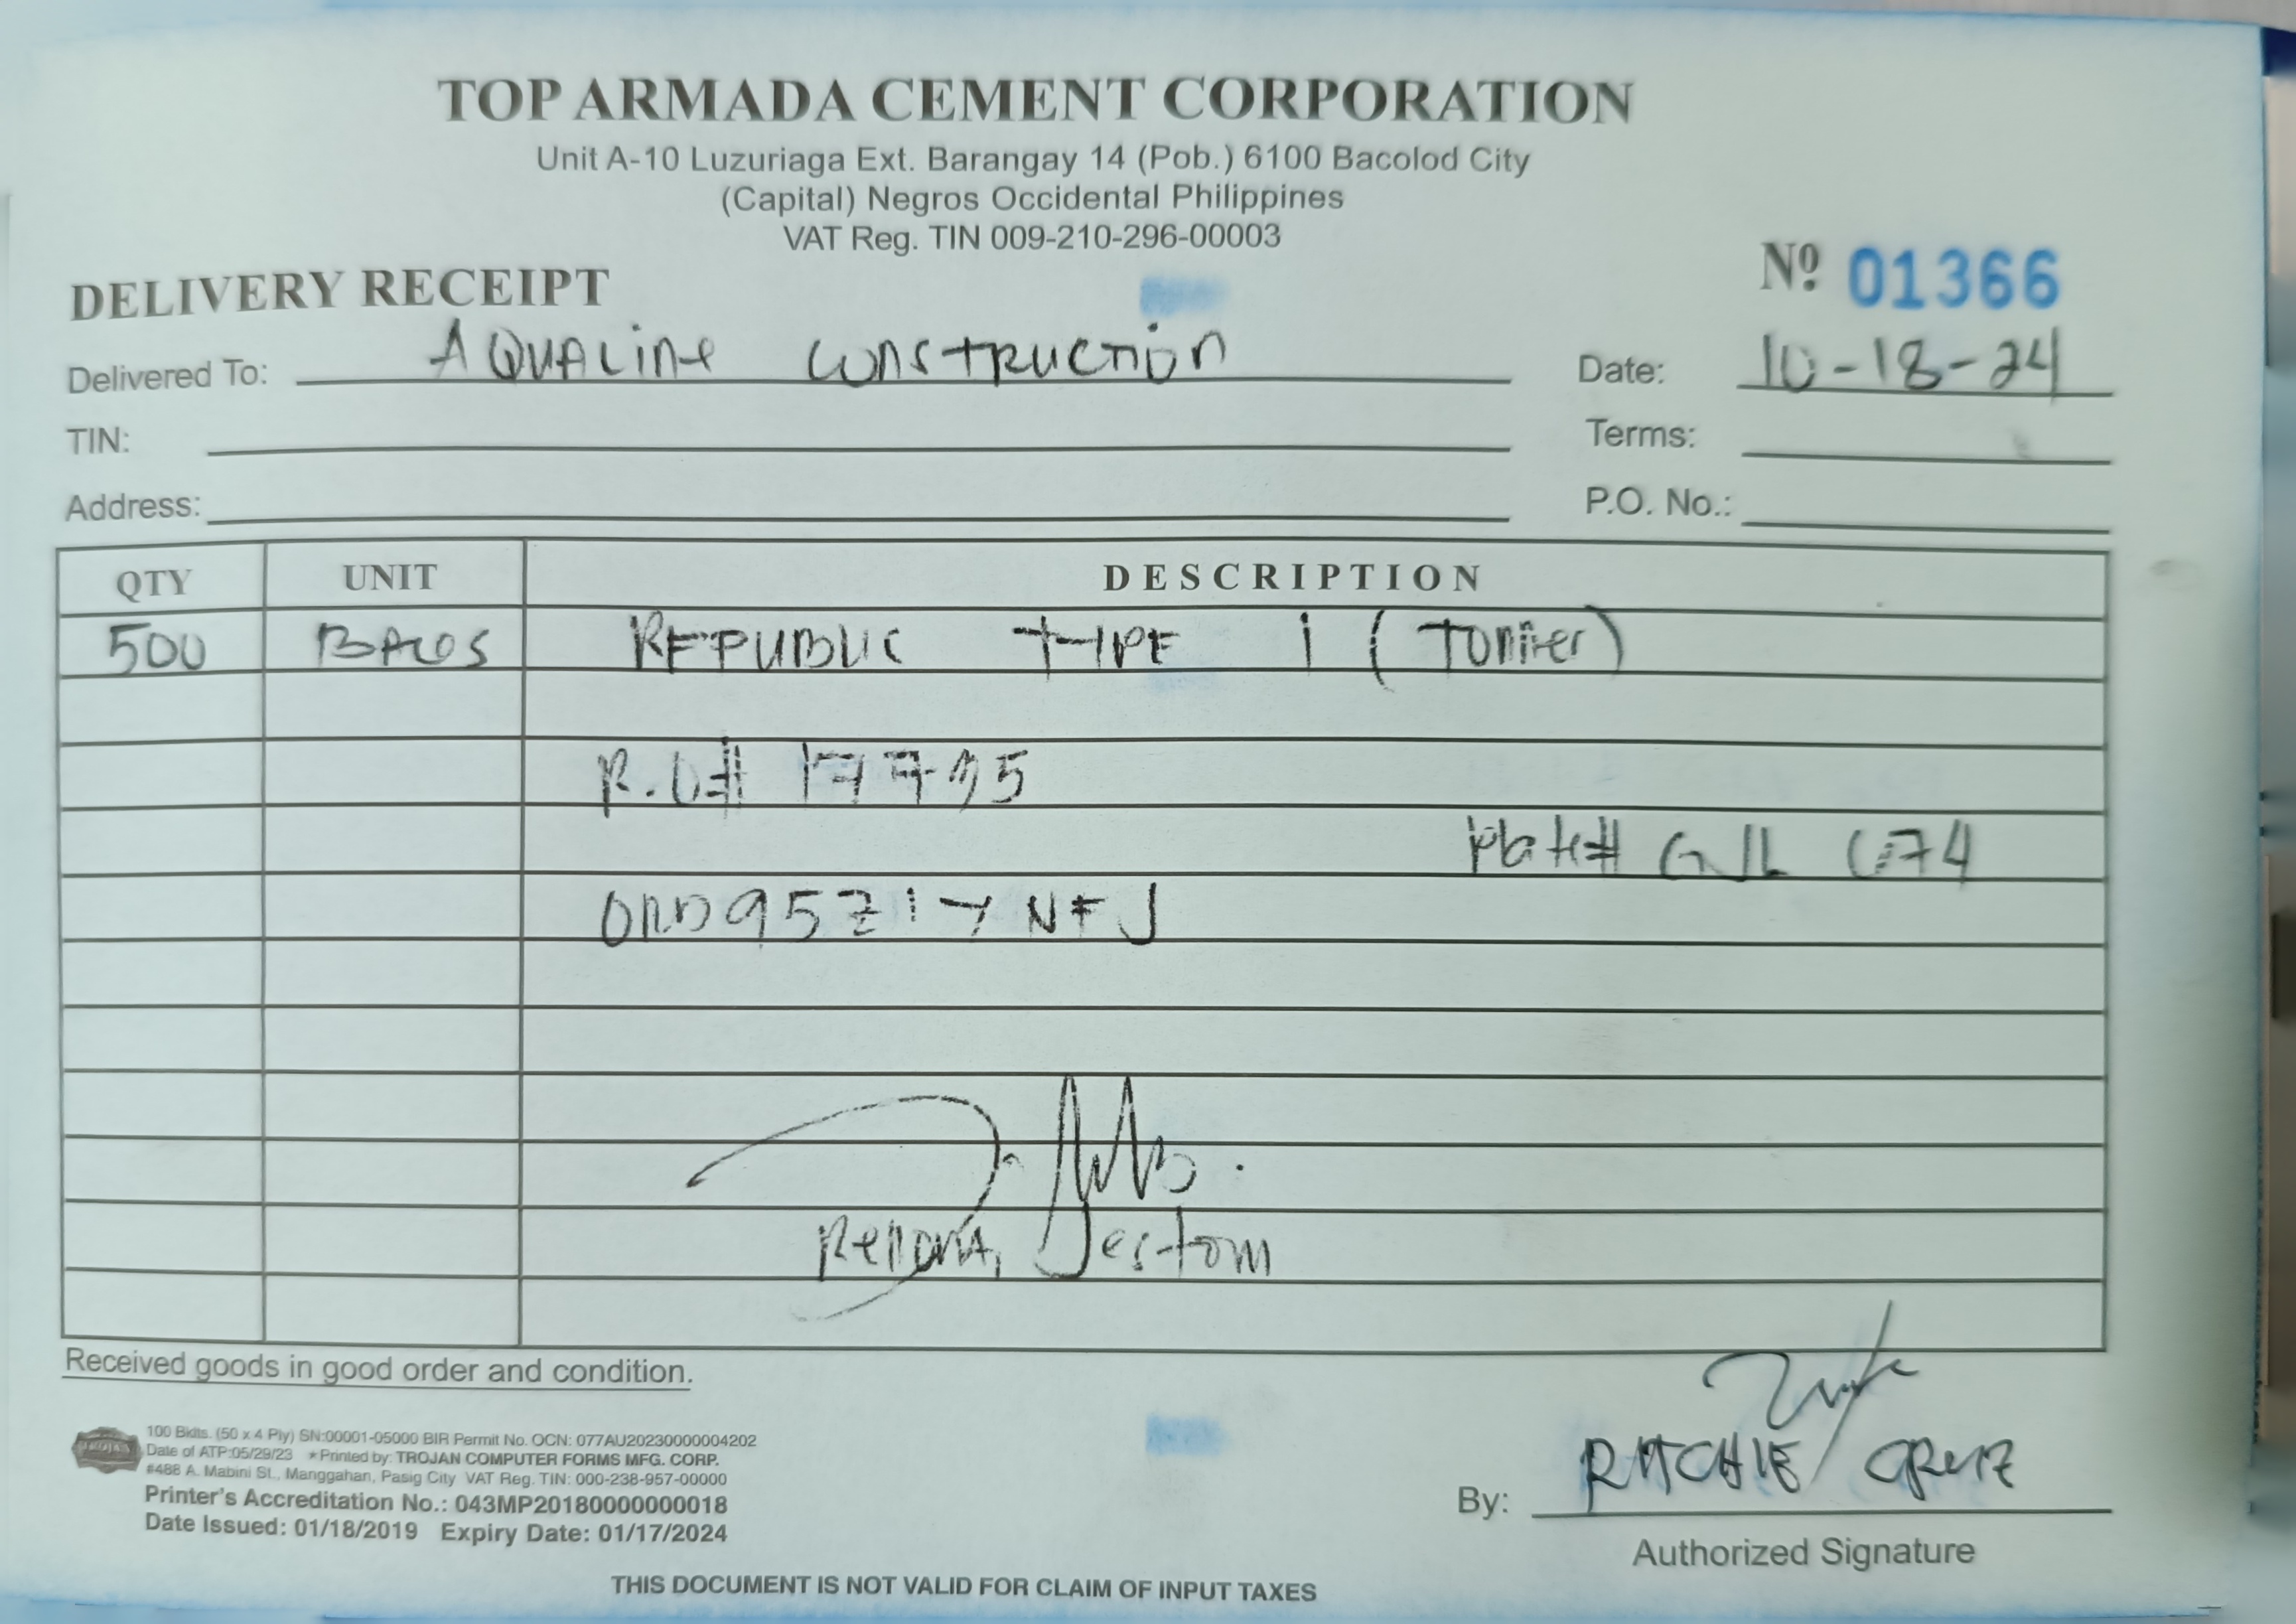 TOP ARMADA CEMENT CORPORATION
Unit A-10 Luzuriaga Ext. Barangay 14 (Pob.) 6100 Bacolod City
(Capital) Negros Occidental Philippines
VAT Reg. TIN 009-210-296-00003
DELIVERY RECEIPT
Nº 01366
Delivered To: AQUALine CONSTRUCTION
Date: 10-18-24
TIN:
Terms:
Address:
P.O. No.:
QTY UNIT DESCRIPTION
500 BAGS REPUBLIC TYPE 1 (TOMMER)
R.O#
Plate#
Jestom
Received goods in good order and condition.
100 Bklts. (50 x 4 Ply) SN:00001-05000 BIR Permit No. OCN: 077AU20230000004202
Date of ATP:05/29/23 *Printed by: TROJAN COMPUTER FORMS MFG. CORP.
#488 A. Mabini St., Manggahan, Pasig City VAT Reg. TIN: 000-238-957-00000
Printer's Accreditation No.: 043MP20180000000018
Date Issued: 01/18/2019 Expiry Date: 01/17/2024
By: RITCHIE CRUZ
Authorized Signature
THIS DOCUMENT IS NOT VALID FOR CLAIM OF INPUT TAXES